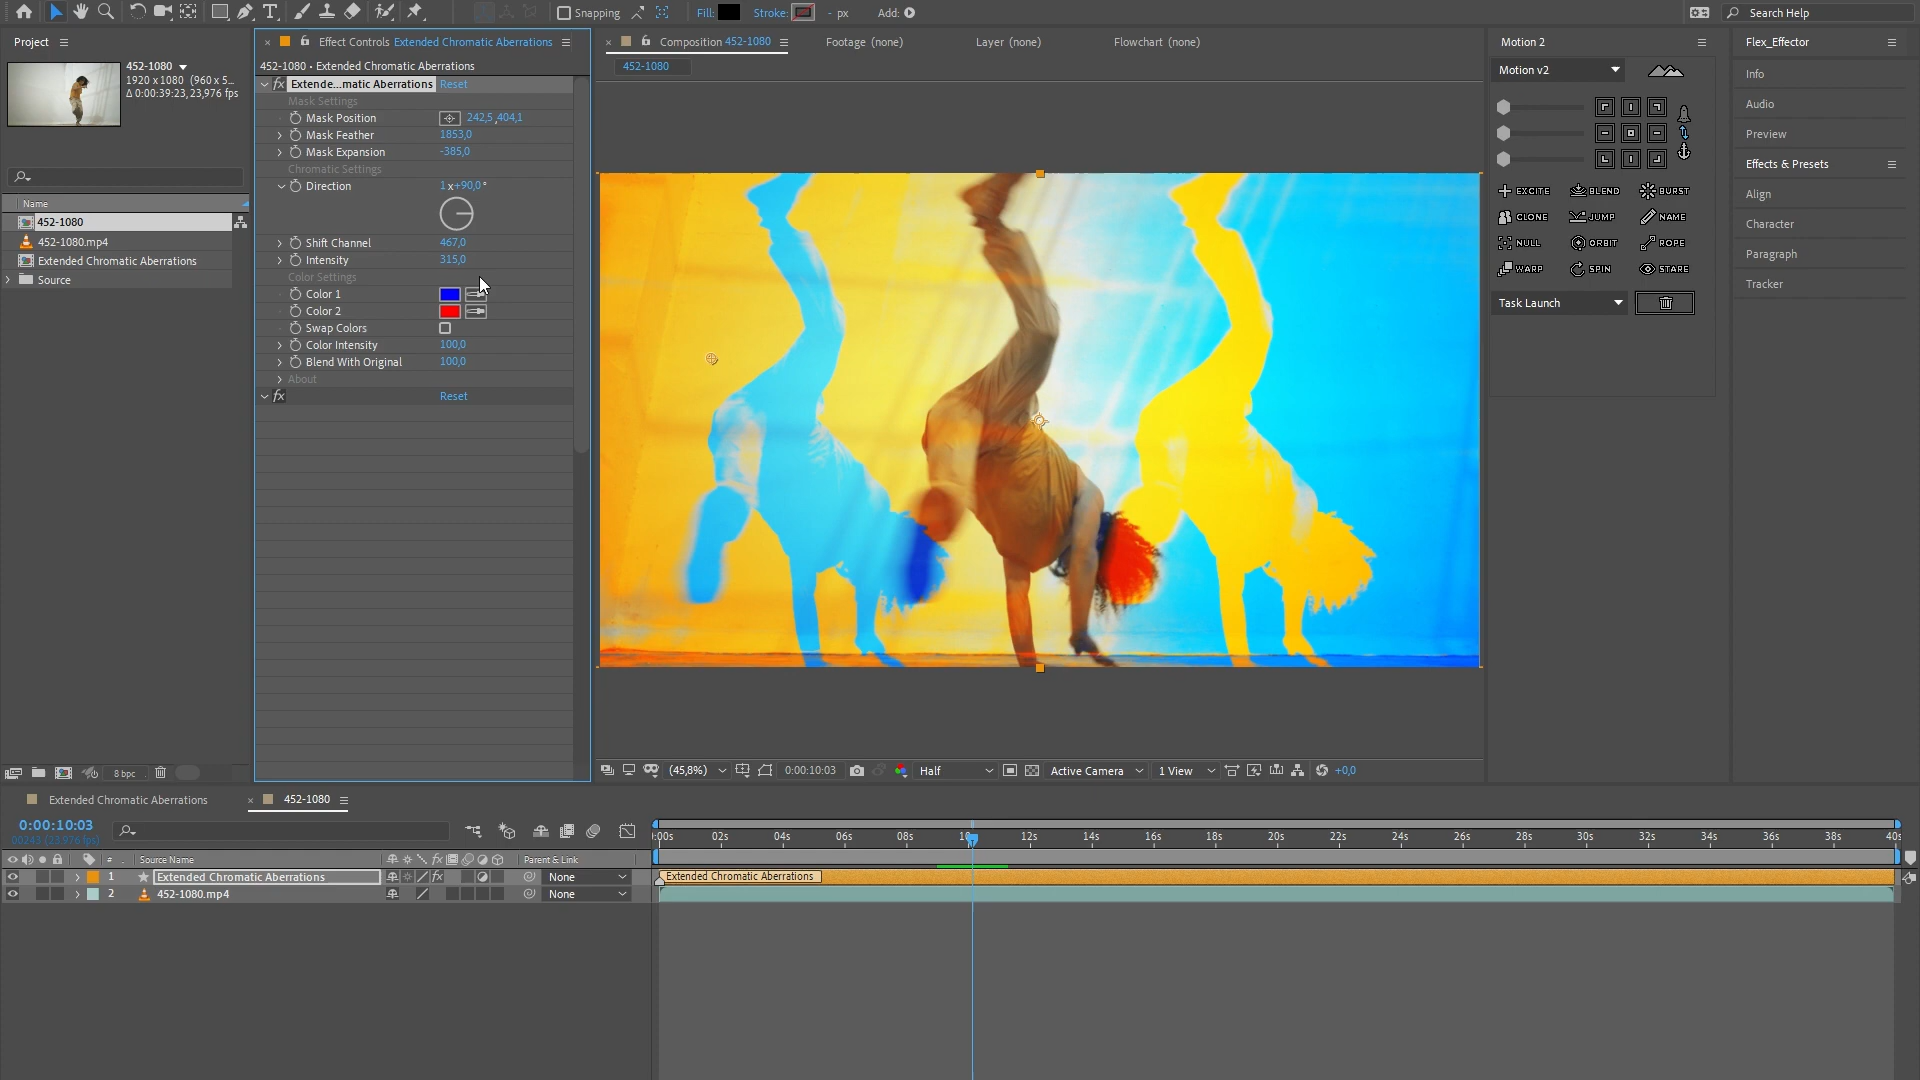 Snapping
Fill:
Stroke:
- px
Add:
Search Help
Project
452-1080
1920 x 1080 (960 x 5...
Δ 0:00:39:23, 23,976 fps)
Name
452-1080
452-1080.mp4
Extended Chromatic Aberrations
Source
8 bpc
Effect Controls Extended Chromatic Aberrations
452-1080 • Extended Chromatic Aberrations
fx Extende...matic Aberrations Reset
Mask Settings
Mask Position 242,5 ,404,1
Mask Feather 1853,0
Mask Expansion -385,0
Chromatic Settings
Direction 1 x+90,0°
Shift Channel 467,0
Intensity 315,0
Color Settings
Color 1
Color 2
Swap Colors
Color Intensity 100,0
Blend With Original 100,0
About
fx Reset
Composition 452-1080
Footage (none)
Layer (none)
Flowchart (none)
452-1080
(45,8%)
0:00:10:03
Half
Active Camera
1 View
+0,0
Motion 2
Motion v2
EXCITE BLEND BURST
CLONE JUMP NAME
NULL ORBIT ROPE
WARP SPIN STARE
Task Launch
Flex_Effector
Info
Audio
Preview
Effects & Presets
Align
Character
Paragraph
Tracker
Extended Chromatic Aberrations
452-1080
0:00:10:03
00243 (23.976 fps)
:00s 02s 04s 06s 08s 10s 12s 14s 16s 18s 20s 22s 24s 26s 28s 30s 32s 34s 36s 38s 40s
# Source Name fx Parent & Link
1 Extended Chromatic Aberrations fx None
Extended Chromatic Aberrations
2 452-1080.mp4 None